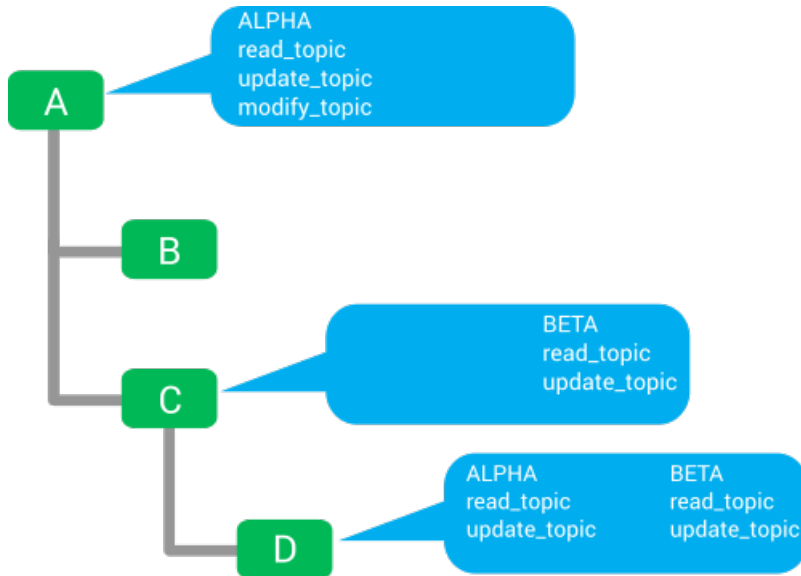 ALPHA
read_topic
update_topic
modify_topic
A
B
BETA
read_topic
update_topic
C
ALPHA BETA
read_topic read_topic
update_topic update_topic
D